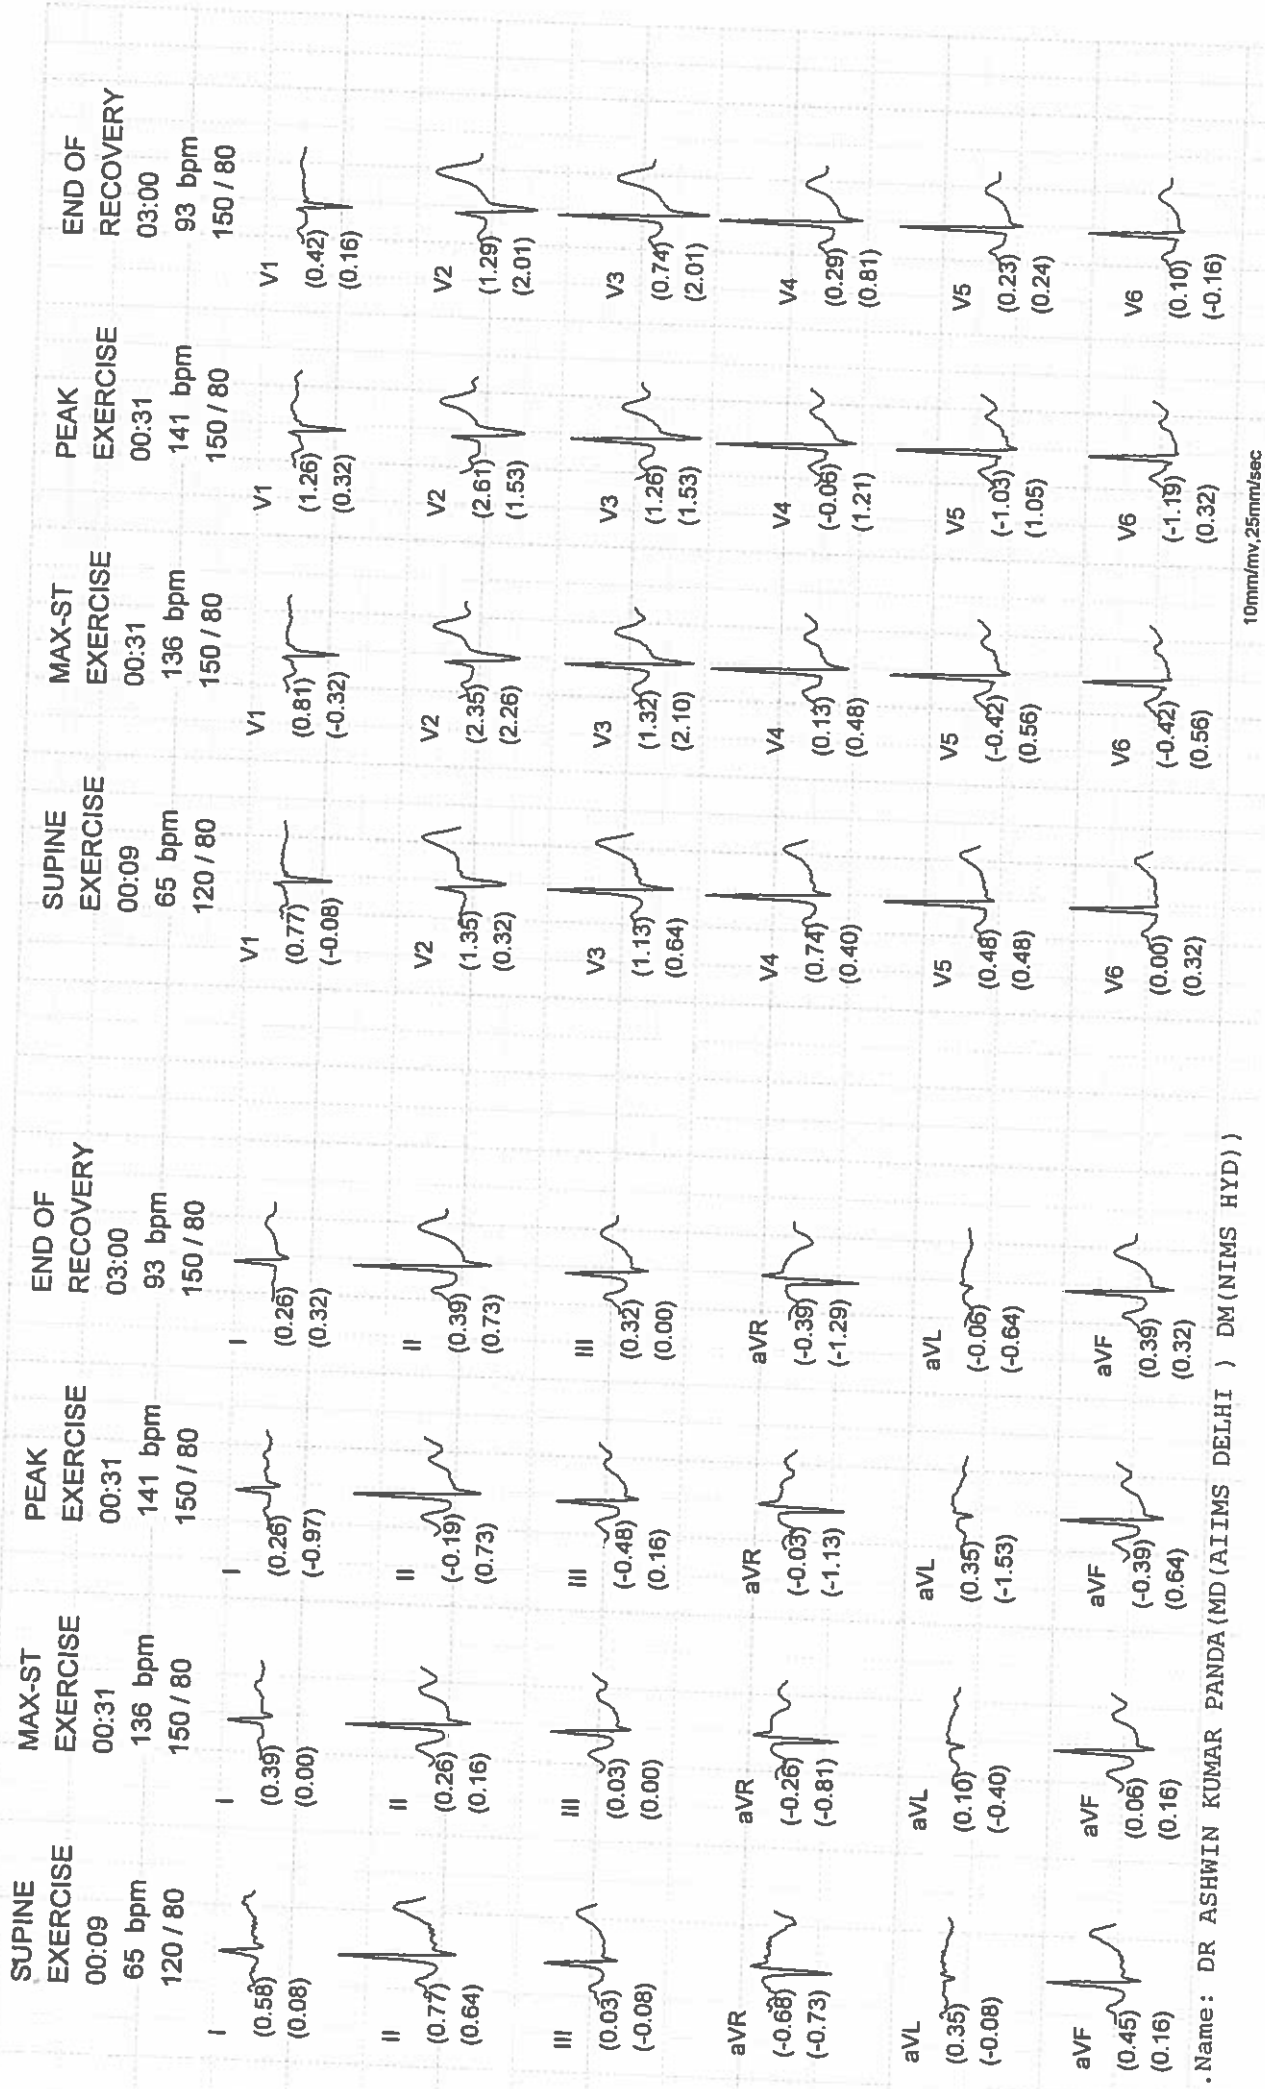 SUPINE
EXERCISE
00:09
65 bpm
120 / 80
MAX-ST
EXERCISE
00:31
136 bpm
150 / 80
PEAK
EXERCISE
00:31
141 bpm
150 / 80
END OF
RECOVERY
03:00
93 bpm
150 / 80
SUPINE
EXERCISE
00:09
65 bpm
120 / 80
MAX-ST
EXERCISE
00:31
136 bpm
150 / 80
PEAK
EXERCISE
00:31
141 bpm
150 / 80
END OF
RECOVERY
03:00
93 bpm
150 / 80
I
(0.58)
(0.08)
I
(0.39)
(0.00)
I
(0.26)
(-0.97)
I
(0.26)
(0.32)
V1
(0.77)
(-0.08)
V1
(0.81)
(-0.32)
V1
(1.26)
(0.32)
V1
(0.42)
(0.16)
II
(0.77)
(0.64)
II
(0.26)
(0.16)
II
(-0.19)
(0.73)
II
(0.39)
(0.73)
V2
(1.35)
(0.32)
V2
(2.35)
(2.26)
V2
(2.61)
(1.53)
V2
(1.29)
(2.01)
III
(0.03)
(-0.08)
III
(0.03)
(0.00)
III
(-0.48)
(0.16)
III
(0.32)
(0.00)
V3
(1.13)
(0.64)
V3
(1.32)
(2.10)
V3
(1.26)
(1.53)
V3
(0.74)
(2.01)
aVR
(-0.68)
(-0.73)
aVR
(-0.26)
(-0.81)
aVR
(-0.03)
(-1.13)
aVR
(-0.39)
(-1.29)
V4
(0.74)
(0.40)
V4
(0.13)
(0.48)
V4
(-0.06)
(1.21)
V4
(0.29)
(0.81)
aVL
(0.35)
(-0.08)
aVL
(0.10)
(-0.40)
aVL
(0.35)
(-1.53)
aVL
(-0.06)
(-0.64)
V5
(0.48)
(0.48)
V5
(-0.42)
(0.56)
V5
(-1.03)
(1.05)
V5
(0.23)
(0.24)
aVF
(0.45)
(0.16)
aVF
(0.06)
(0.16)
aVF
(-0.39)
(0.64)
aVF
(0.39)
(0.32)
V6
(0.00)
(0.32)
V6
(-0.42)
(0.56)
V6
(-1.19)
(0.32)
V6
(0.10)
(-0.16)
.Name: DR ASHWIN KUMAR PANDA(MD(AIIMS DELHI ) DM(NIMS HYD))
10mm/mv,25mm/sec